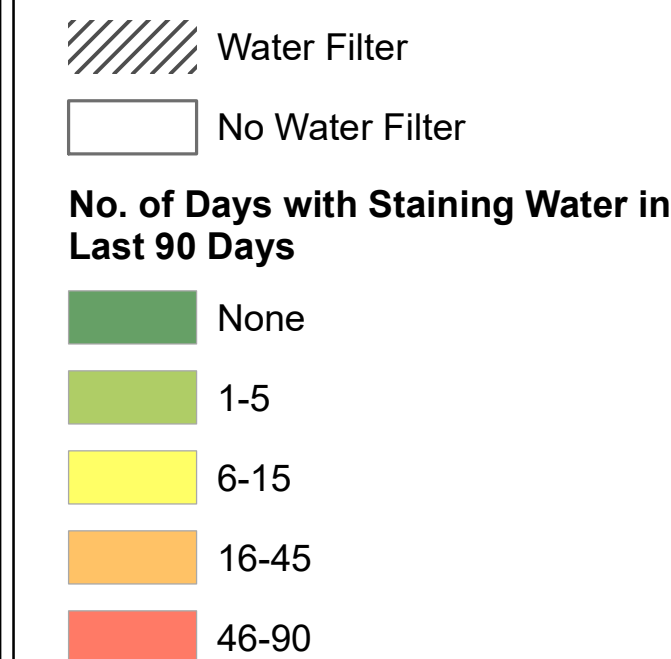 Water Filter
No Water Filter
No. of Days with Staining Water in
Last 90 Days
None
1-5
6-15
16-45
46-90